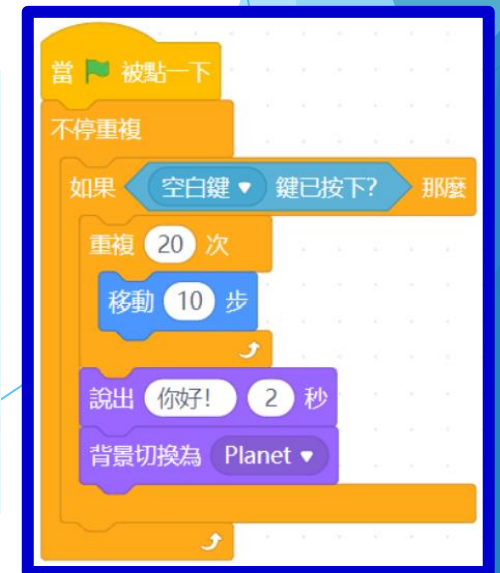 當 被點一下
不停重複
如果 空白鍵 鍵已按下? 那麼
重複 20 次
移動 10 步
說出 你好! 2 秒
背景切換為 Planet